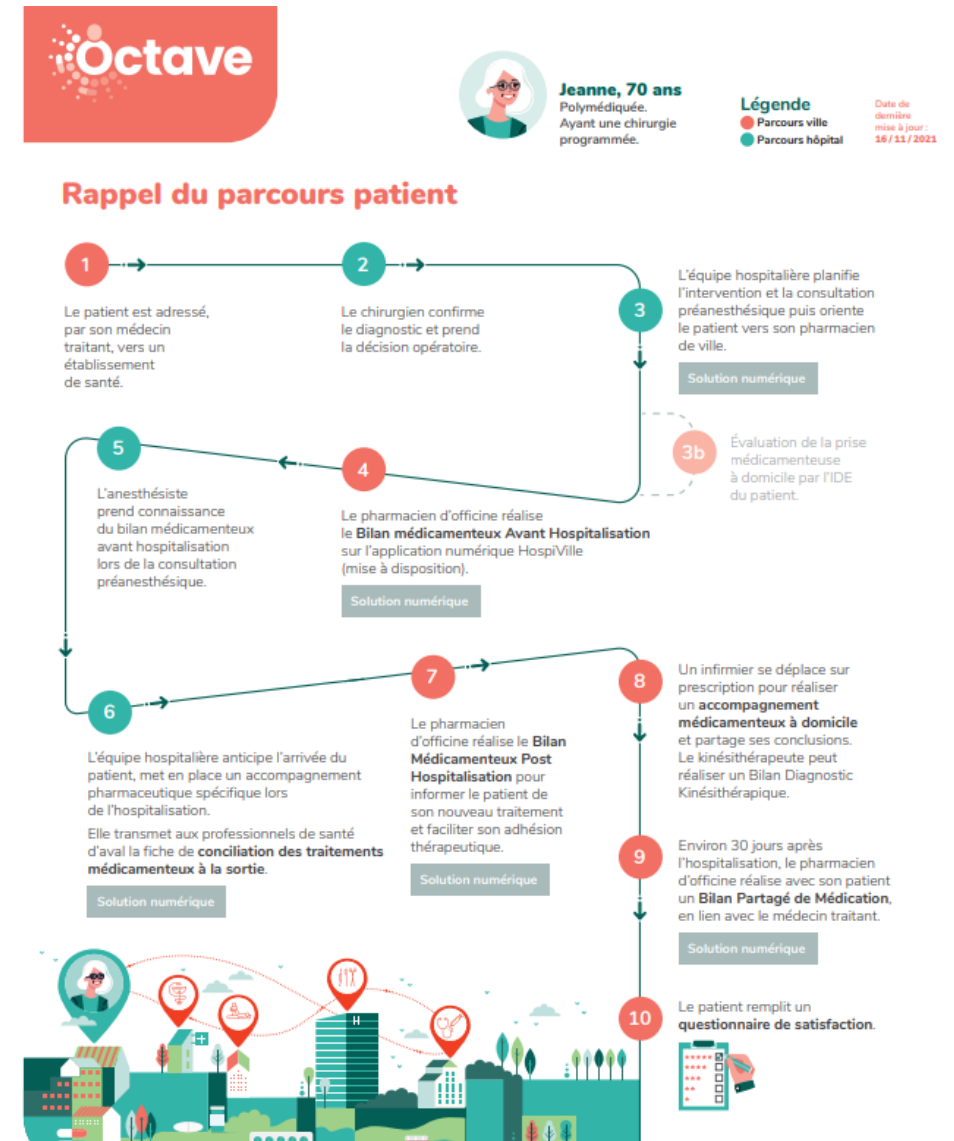 Octave
Jeanne, 70 ans
Polymédiquée.
Ayant une chirurgie
programmée.
Légende
Parcours ville
Parcours hôpital
Date de
dernière
mise à jour :
16/11/2021
Rappel du parcours patient
1
Le patient est adressé,
par son médecin
traitant, vers un
établissement
de santé.
2
Le chirurgien confirme
le diagnostic et prend
la décision opératoire.
3
L'équipe hospitalière planifie
l'intervention et la consultation
préanesthésique puis oriente
le patient vers son pharmacien
de ville.
Solution numérique
3b
Évaluation de la prise
médicamenteuse
à domicile par l'IDE
du patient.
4
Le pharmacien d'officine réalise
le Bilan médicamenteux Avant Hospitalisation
sur l'application numérique HospiVille
(mise à disposition).
Solution numérique
5
L'anesthésiste
prend connaissance
du bilan médicamenteux
avant hospitalisation
lors de la consultation
préanesthésique.
6
L'équipe hospitalière anticipe l'arrivée du
patient, met en place un accompagnement
pharmaceutique spécifique lors
de l'hospitalisation.
Elle transmet aux professionnels de santé
d'aval la fiche de conciliation des traitements
médicamenteux à la sortie.
Solution numérique
7
Le pharmacien
d'officine réalise le Bilan
Médicamenteux Post
Hospitalisation pour
informer le patient de
son nouveau traitement
et faciliter son adhésion
thérapeutique.
Solution numérique
8
Un infirmier se déplace sur
prescription pour réaliser
un accompagnement
médicamenteux à domicile
et partage ses conclusions.
Le kinésithérapeute peut
réaliser un Bilan Diagnostic
Kinésithérapique.
9
Environ 30 jours après
l'hospitalisation, le pharmacien
d'officine réalise avec son patient
un Bilan Partagé de Médication,
en lien avec le médecin traitant.
Solution numérique
10
Le patient remplit un
questionnaire de satisfaction.
H